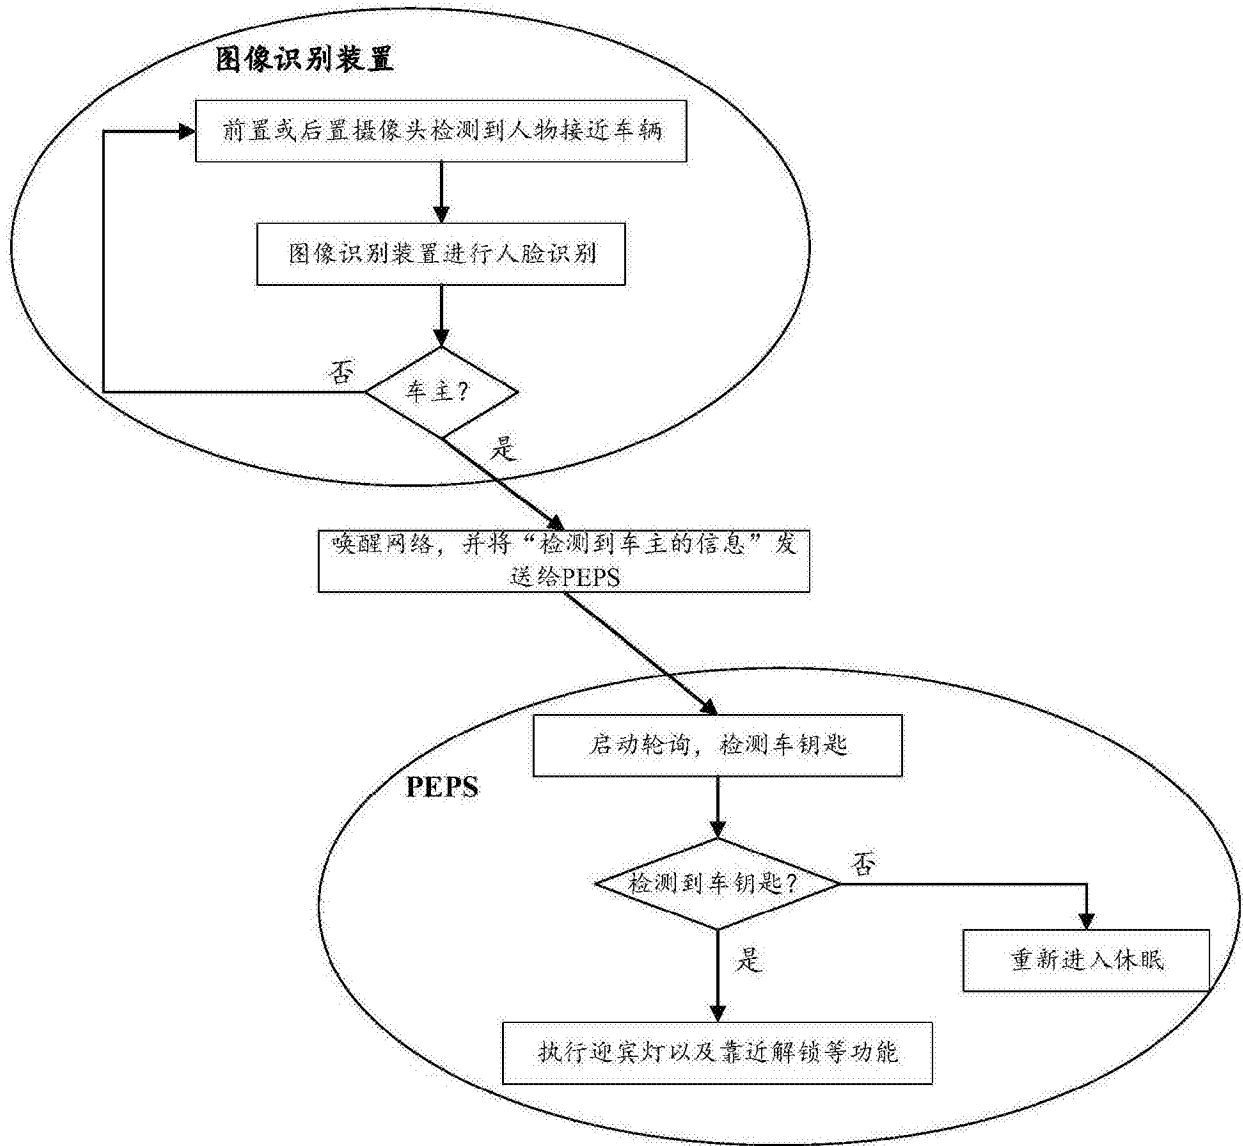 图像识别装置
前置或后置摄像头检测到人物接近车辆
图像识别装置进行人脸识别
否
车主？
是
唤醒网络，并将“检测到车主的信息”发
送给PEPS
启动轮询，检测车钥匙
PEPS
否
检测到车钥匙？
是
重新进入休眠
执行迎宾灯以及靠近解锁等功能